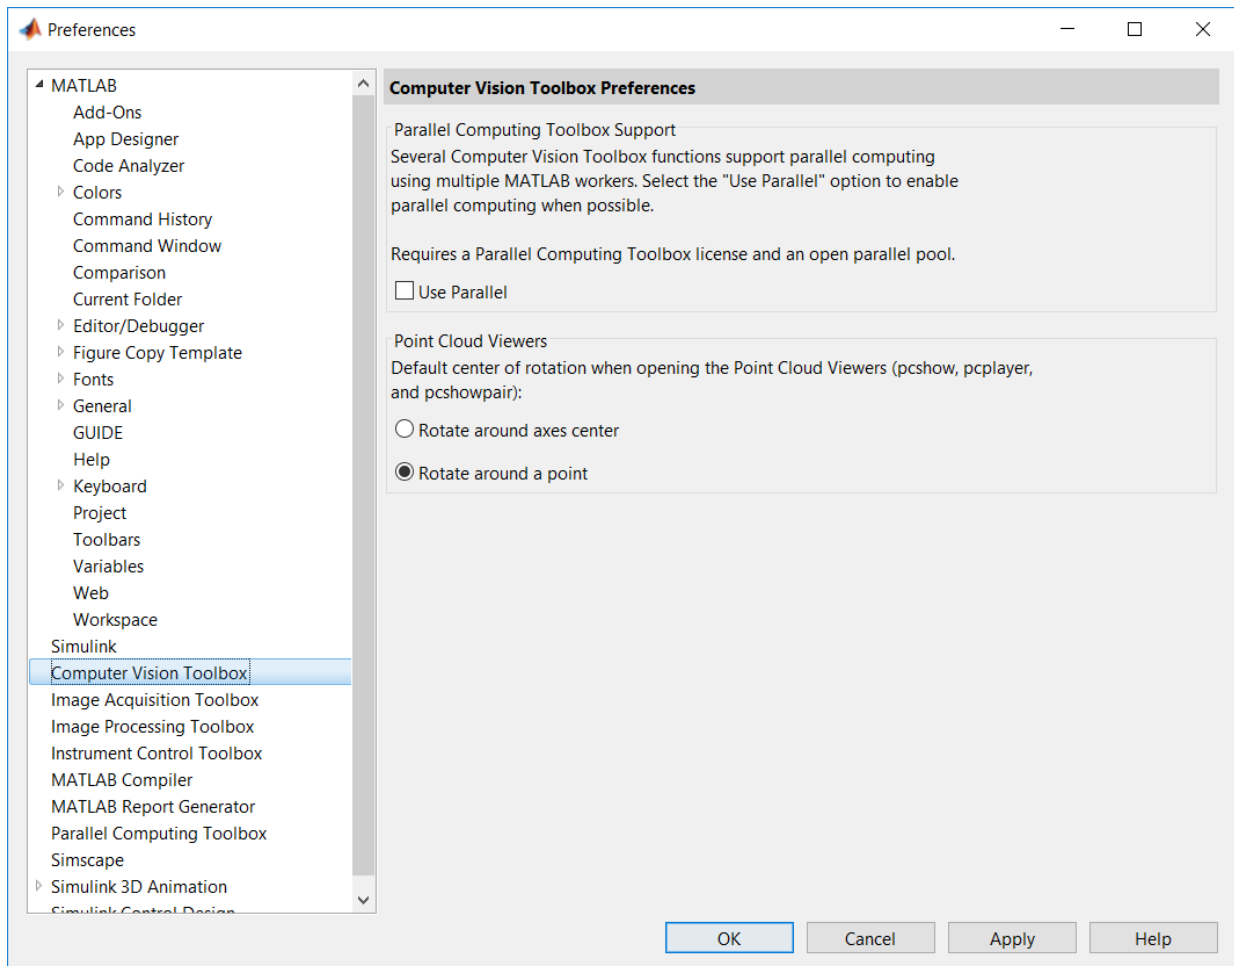 Preferences
MATLAB
Add-Ons
App Designer
Code Analyzer
Colors
Command History
Command Window
Comparison
Current Folder
Editor/Debugger
Figure Copy Template
Fonts
General
GUIDE
Help
Keyboard
Project
Toolbars
Variables
Web
Workspace
Simulink
Computer Vision Toolbox
Image Acquisition Toolbox
Image Processing Toolbox
Instrument Control Toolbox
MATLAB Compiler
MATLAB Report Generator
Parallel Computing Toolbox
Simscape
Simulink 3D Animation
Simulink Control Design
Computer Vision Toolbox Preferences
Parallel Computing Toolbox Support
Several Computer Vision Toolbox functions support parallel computing
using multiple MATLAB workers. Select the "Use Parallel" option to enable
parallel computing when possible.
Requires a Parallel Computing Toolbox license and an open parallel pool.
Use Parallel
Point Cloud Viewers
Default center of rotation when opening the Point Cloud Viewers (pcshow, pcplayer,
and pcshowpair):
Rotate around axes center
Rotate around a point
OK
Cancel
Apply
Help